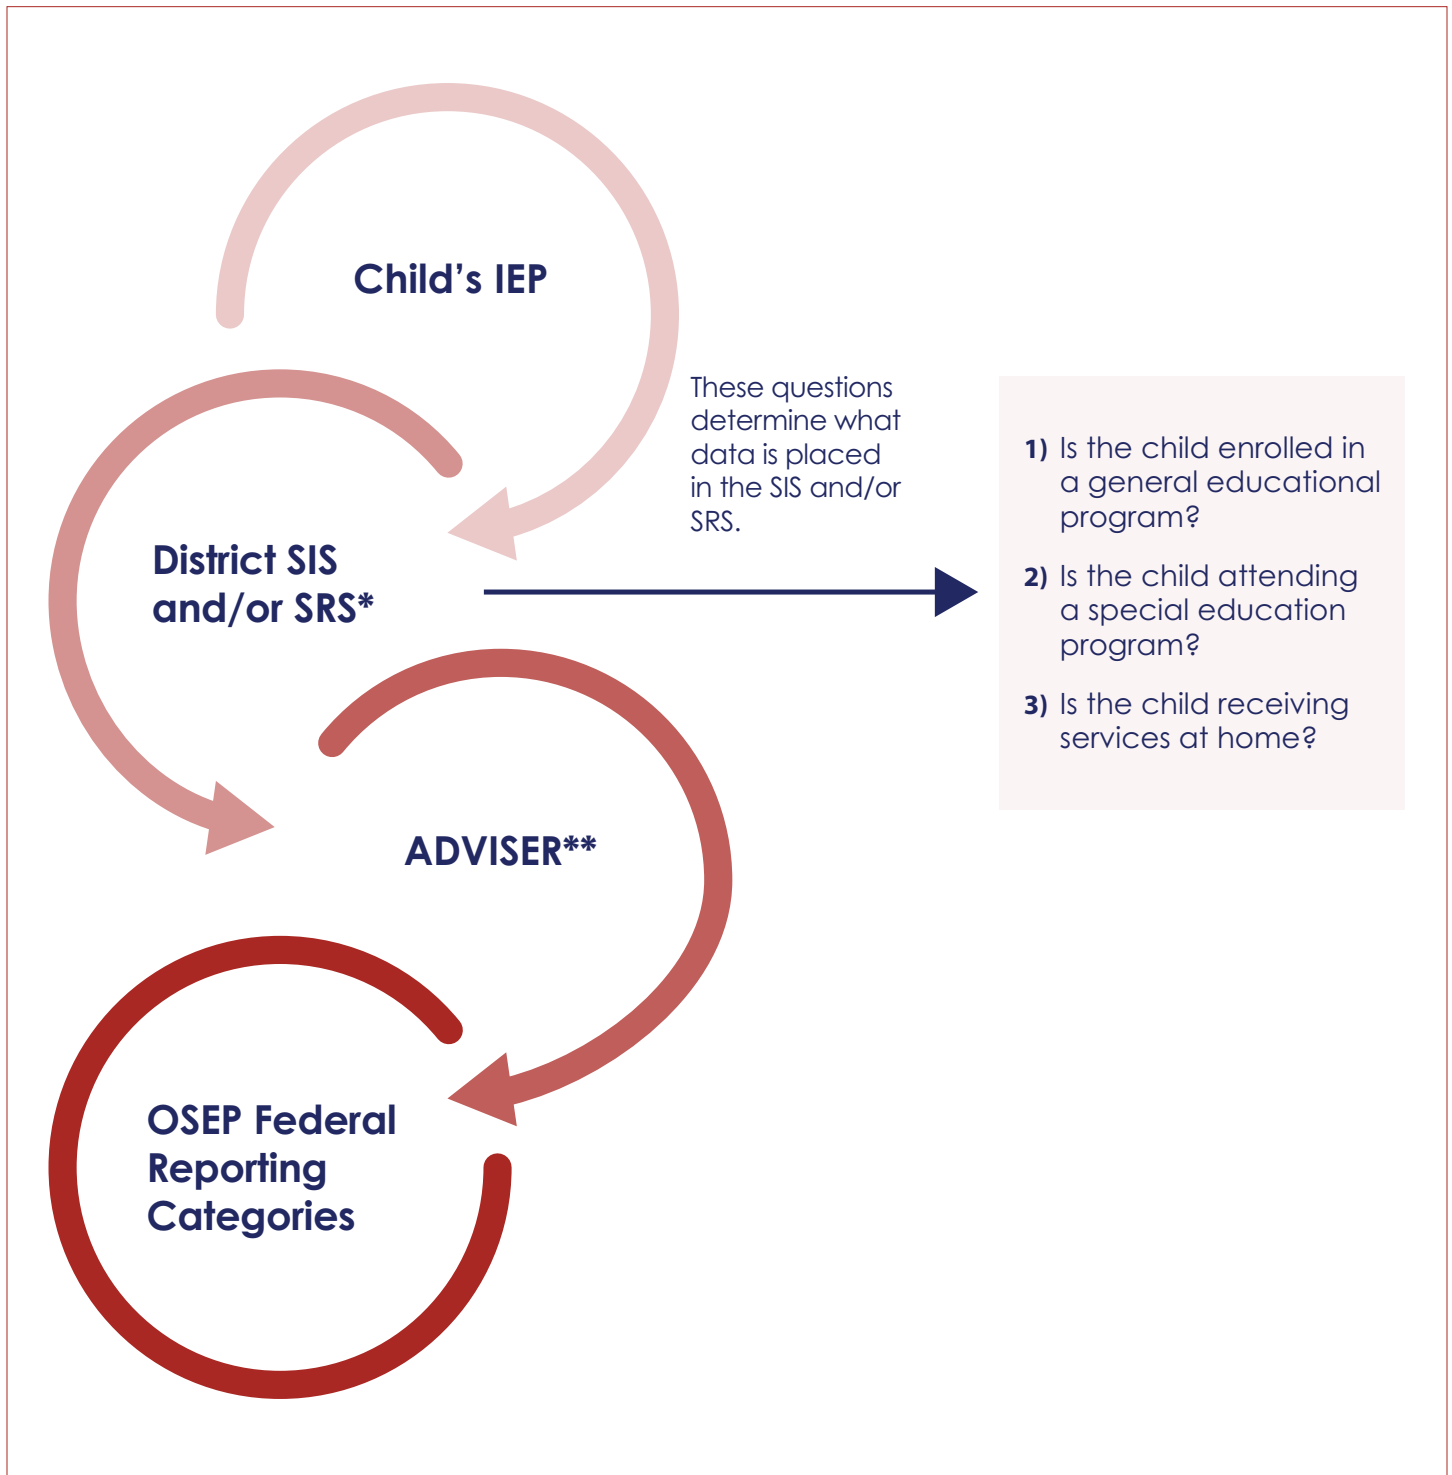 Child’s IEP
These questions
determine what
data is placed
in the SIS and/or
SRS.
District SIS
and/or SRS*
1) Is the child enrolled in
a general educational
program?
2) Is the child attending
a special education
program?
3) Is the child receiving
services at home?
ADVISER**
OSEP Federal
Reporting
Categories